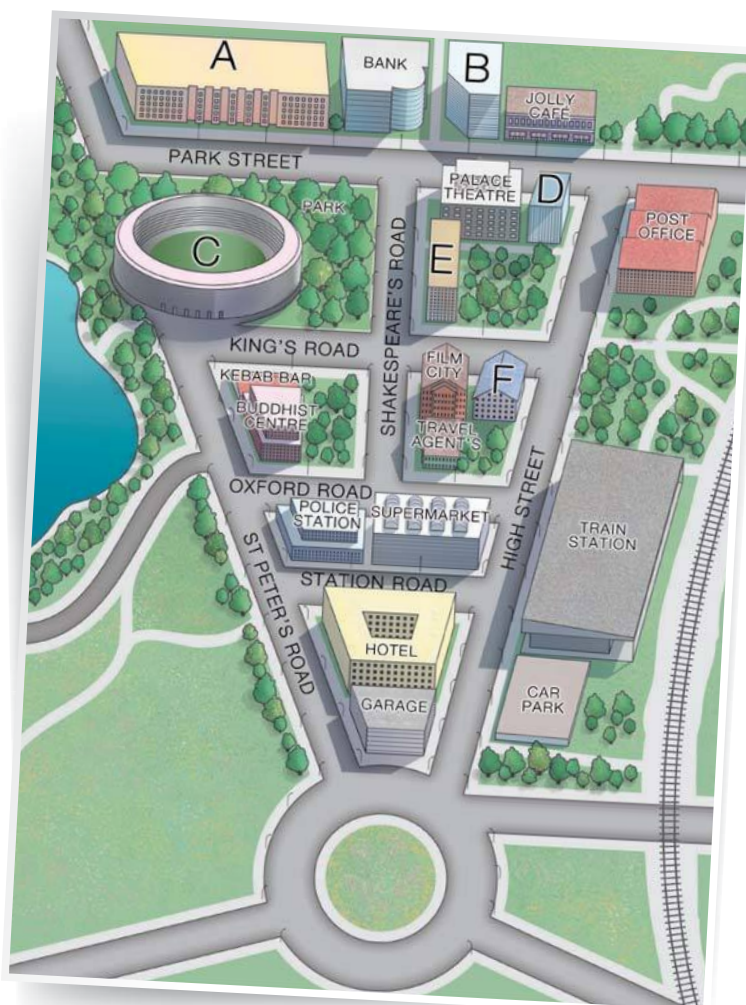 A
BANK
B
JOLLY
CAFÉ
PARK STREET
PARK
PALACE
THEATRE
D
POST
OFFICE
C
E
SHAKESPEARE'S ROAD
KING'S ROAD
FILM
CITY
F
KEBAB BAR
BUDDHIST
CENTRE
TRAVEL
AGENT'S
HIGH STREET
OXFORD ROAD
POLICE
STATION
SUPERMARKET
TRAIN
STATION
STATION ROAD
ST PETER'S ROAD
HOTEL
GARAGE
CAR
PARK